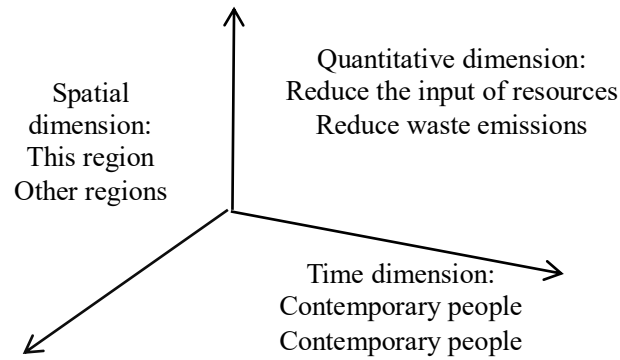 Spatial
dimension:
This region
Other regions
Quantitative dimension:
Reduce the input of resources
Reduce waste emissions
Time dimension:
Contemporary people
Contemporary people